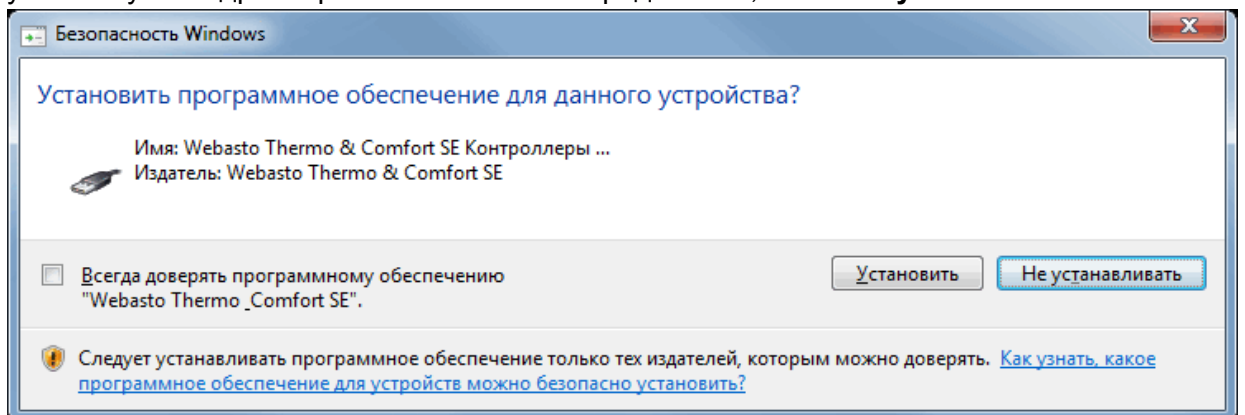 Безопасность Windows
Установить программное обеспечение для данного устройства?
Имя: Webasto Thermo & Comfort SE Контроллеры ...
Издатель: Webasto Thermo & Comfort SE
Всегда доверять программному обеспечению
"Webasto Thermo _Comfort SE".
Установить
Не устанавливать
Следует устанавливать программное обеспечение только тех издателей, которым можно доверять. Как узнать, какое
программное обеспечение для устройств можно безопасно установить?